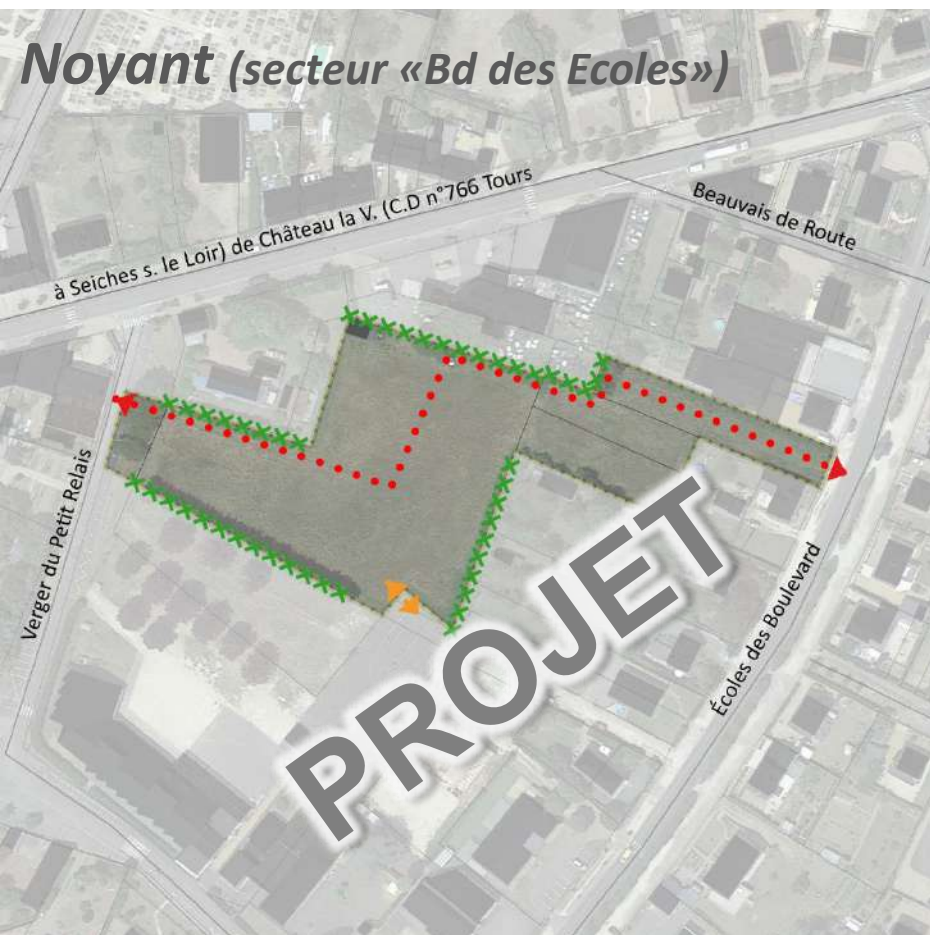 Noyant (secteur «Bd des Ecoles»)
à Seiches s. le Loir) de Château la V. (C.D n°766 Tours
Beauvais de Route
Verger du Petit Relais
Écoles des Boulevard
PROJET